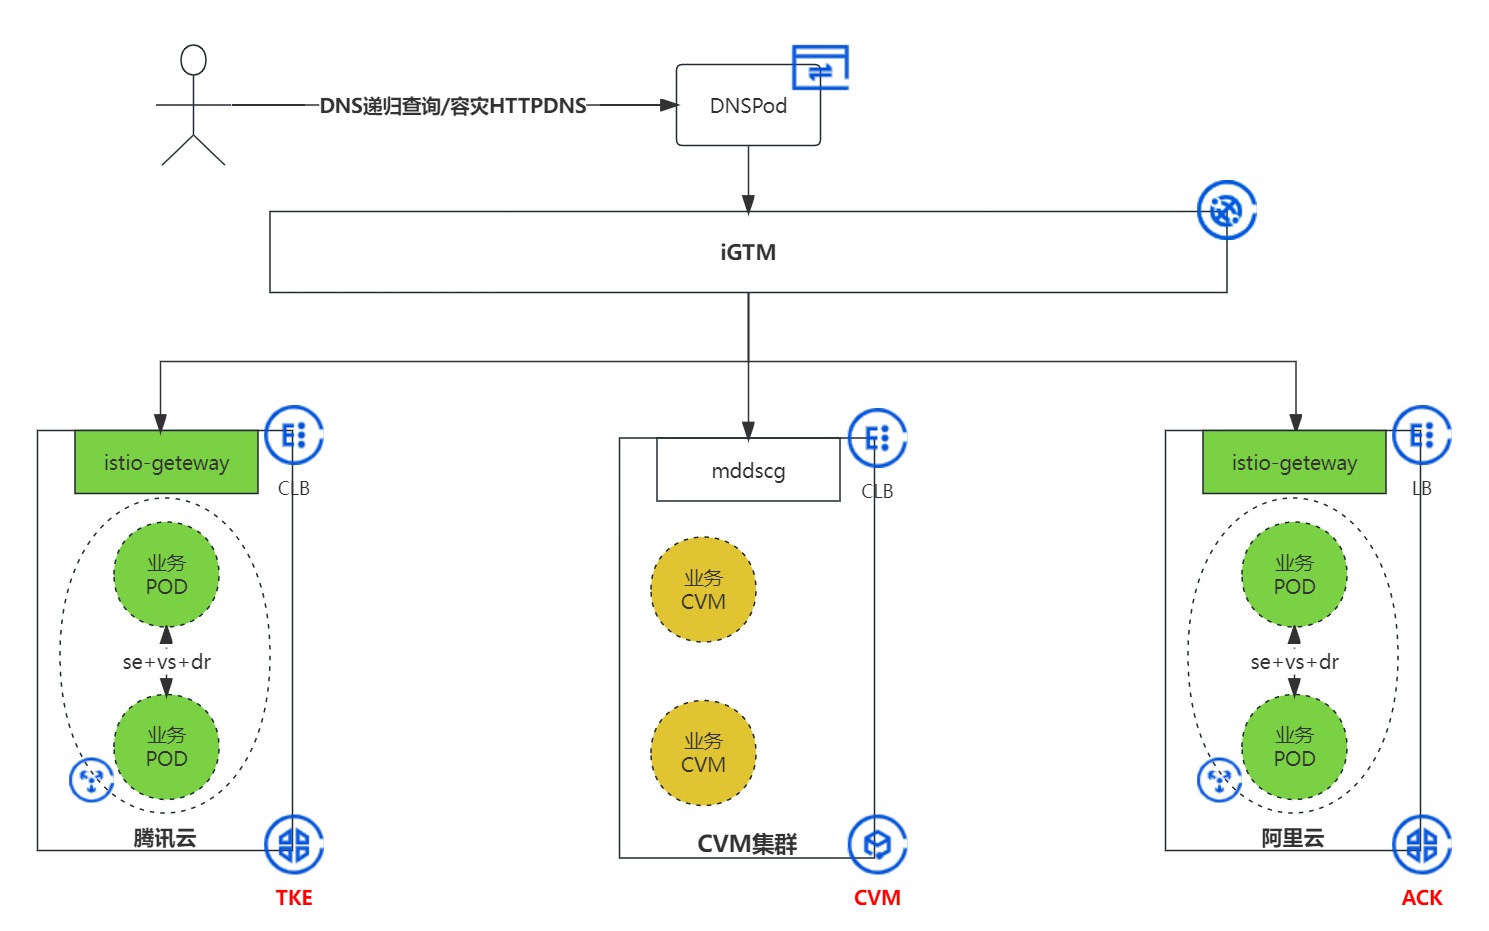 DNS递归查询/容灾HTTPDNS
DNSPod
iGTM
istio-geteway
CLB
业务
POD
se+vs+dr
业务
POD
腾讯云
TKE
mddscg
CLB
业务
CVM
业务
CVM
CVM集群
CVM
istio-geteway
LB
业务
POD
se+vs+dr
业务
POD
阿里云
ACK